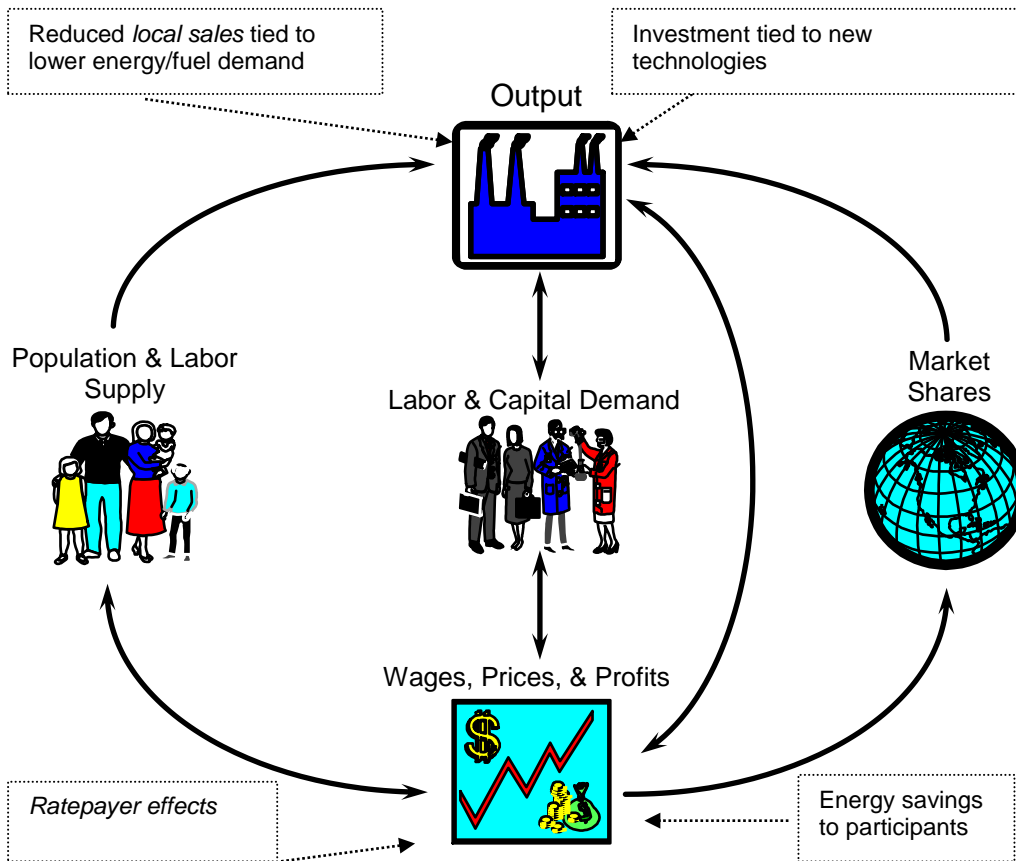 Reduced local sales tied to
lower energy/fuel demand
Investment tied to new
technologies
Output
Population & Labor
Supply
Labor & Capital Demand
Market
Shares
Wages, Prices, & Profits
$
$
Ratepayer effects
Energy savings
to participants